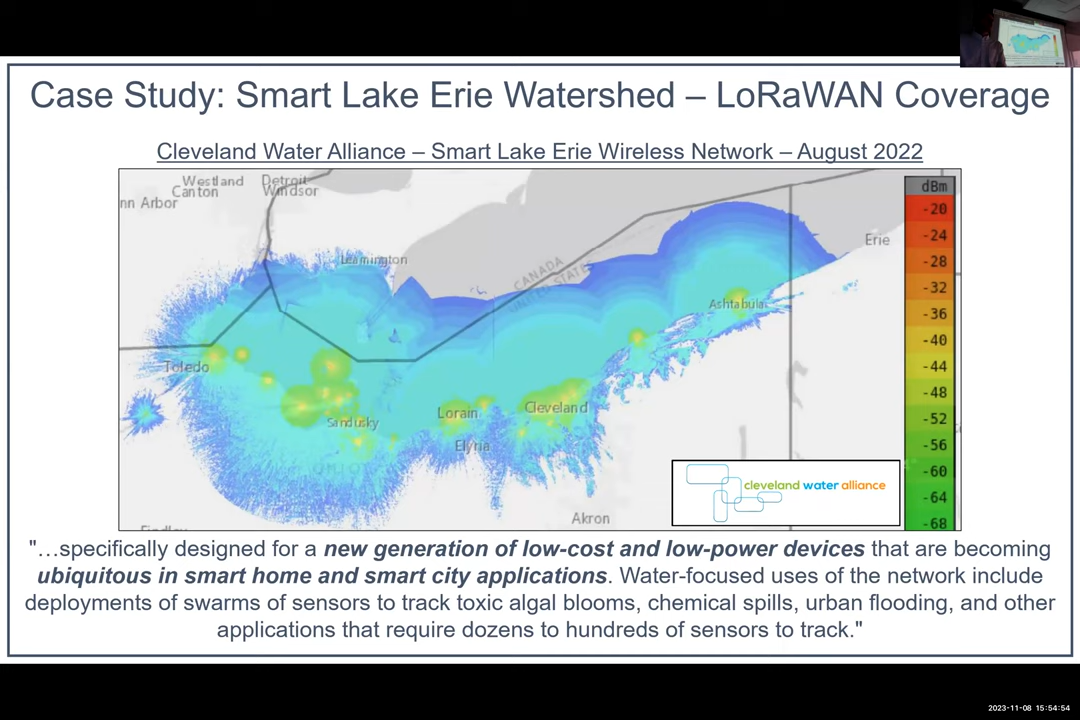 Case Study: Smart Lake Erie Watershed – LoRaWAN Coverage
Cleveland Water Alliance – Smart Lake Erie Wireless Network – August 2022
Westland
Canton
Detroit
Windsor
nn Arbor
Leamington
CANADA
UNITED STATES
Erie
Ashtabula
Toledo
Sandusky
Lorain
Cleveland
Elyria
Akron
dBm
-20
-24
-28
-32
-36
-40
-44
-48
-52
-56
-60
-64
-68
cleveland water alliance
"…specifically designed for a new generation of low-cost and low-power devices that are becoming
ubiquitous in smart home and smart city applications. Water-focused uses of the network include
deployments of swarms of sensors to track toxic algal blooms, chemical spills, urban flooding, and other
applications that require dozens to hundreds of sensors to track."
2023-11-08 15:54:54